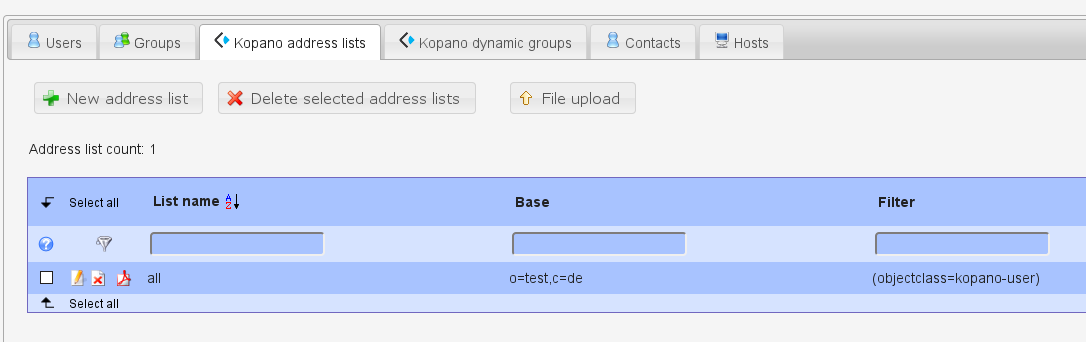 Users Groups Kopano address lists Kopano dynamic groups Contacts Hosts
New address list Delete selected address lists File upload
Address list count: 1
Select all List name A Z Base Filter
?
all o=test,c=de (objectclass=kopano-user)
Select all